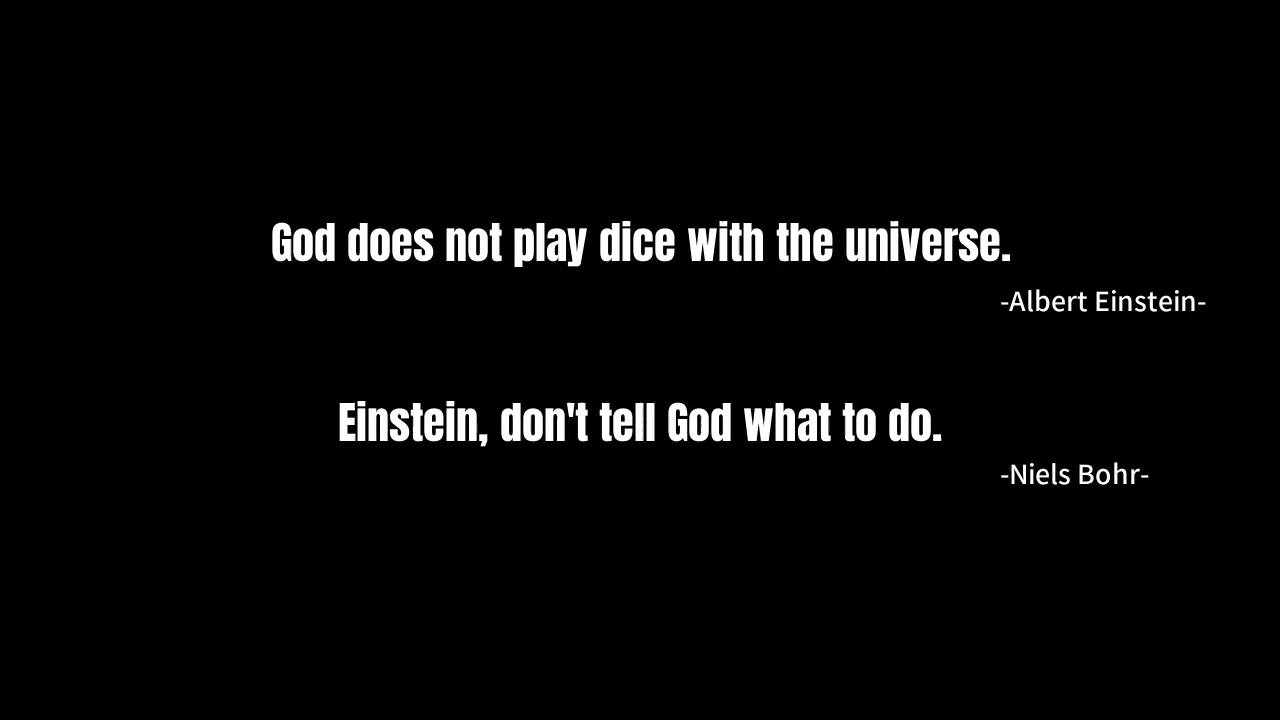 God does not play dice with the universe.
-Albert Einstein-
Einstein, don't tell God what to do.
-Niels Bohr-